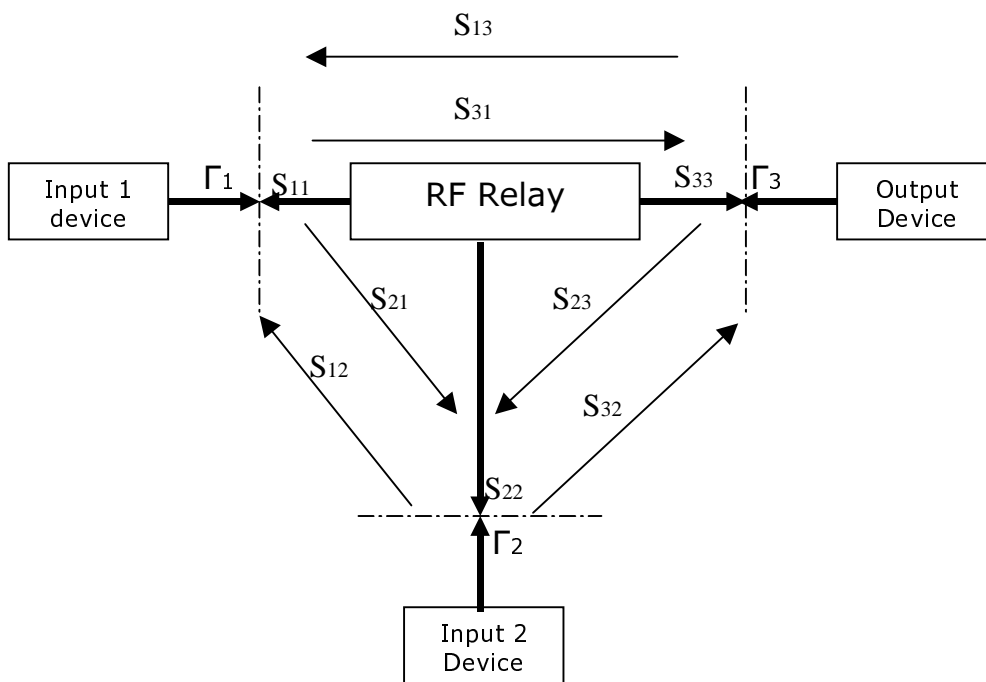 S13
S31
Γ1
S11
RF Relay
S33
Γ3
Input 1
device
Output
Device
S21
S23
S12
S32
S22
Γ2
Input 2
Device